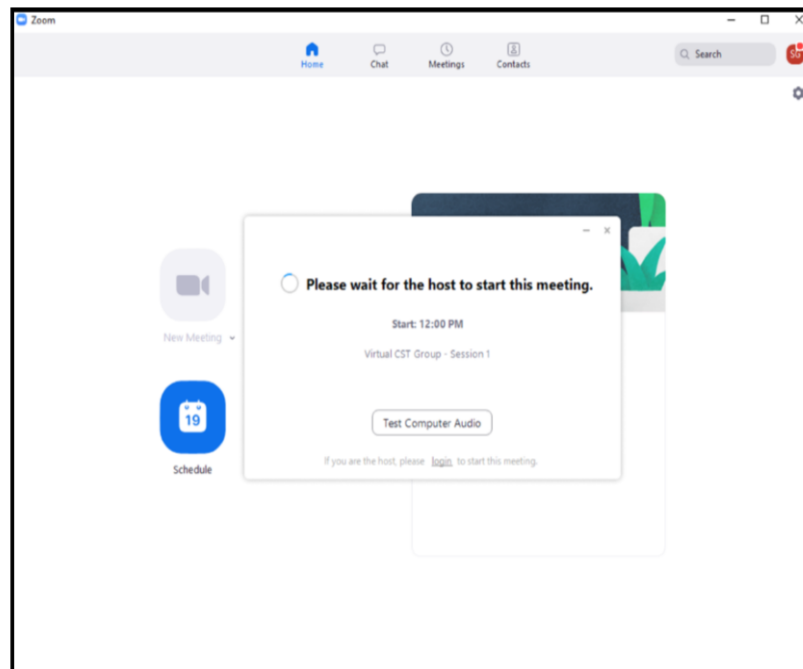 Zoom
Home Chat Meetings Contacts
Search
Please wait for the host to start this meeting.
Start: 12:00 PM
Virtual CST Group - Session 1
New Meeting
19
Schedule
Test Computer Audio
If you are the host, please login to start this meeting.